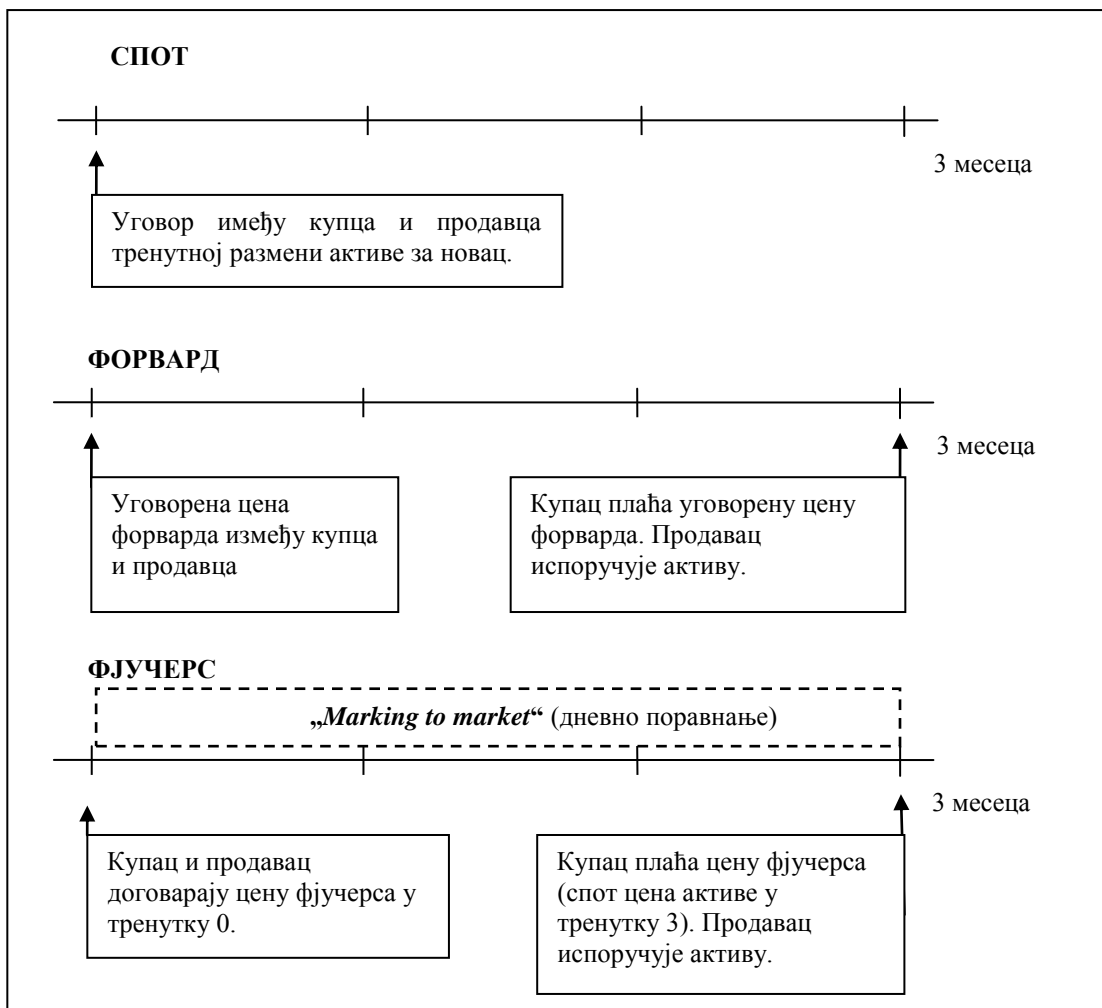 СПОТ
3 месеца
Уговор имеђу купца и продавца
тренутној размени активе за новац.
ФОРВАРД
3 месеца
Уговорена цена
форварда између купца
и продавца
Купац плаћа уговорену цену
форварда. Продавац
испоручује активу.
ФЈУЧЕРС
„Marking to market“ (дневно поравнање)
3 месеца
Купац и продавац
договарају цену фјучерса у
тренутку 0.
Купац плаћа цену фјучерса
(спот цена активе у
тренутку 3). Продавац
испоручује активу.